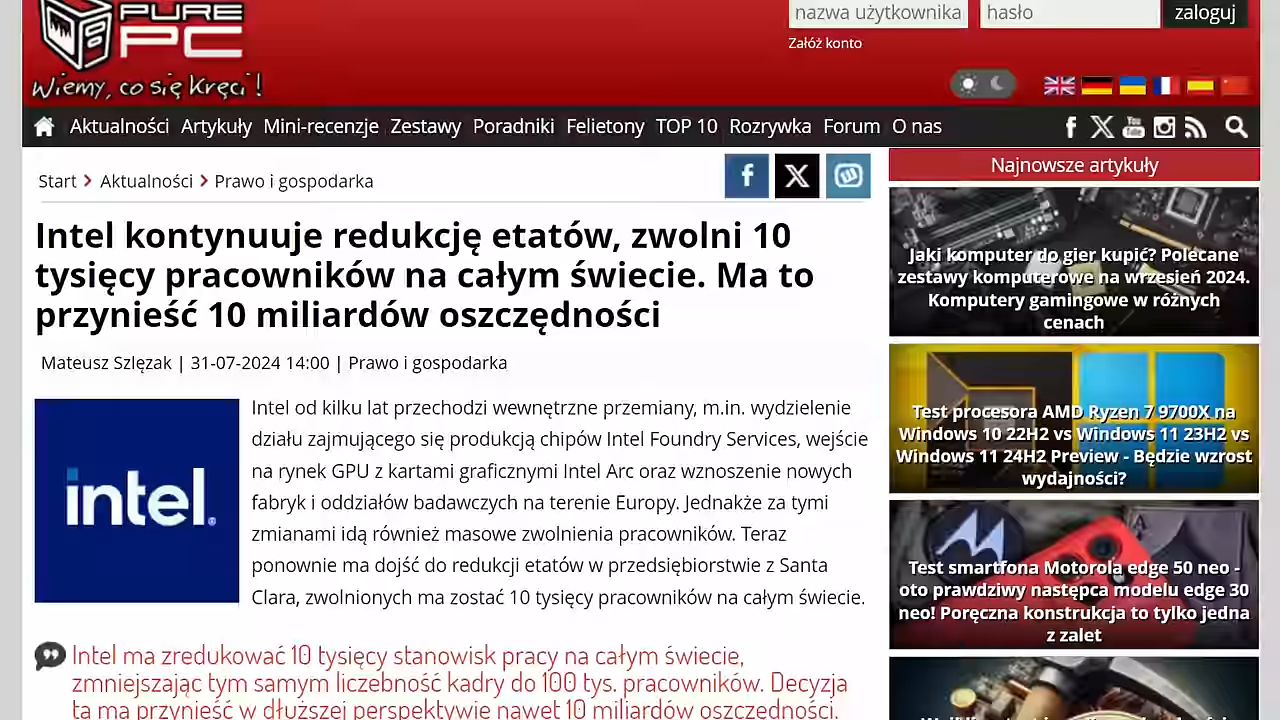 PURE
PC
Wiemy, co się kręci!
nazwa użytkownika
hasło
zaloguj
Załóż konto
Aktualności Artykuły Mini-recenzje Zestawy Poradniki Felietony TOP 10 Rozrywka Forum O nas
Start Aktualności Prawo i gospodarka
Intel kontynuuje redukcję etatów, zwolni 10
tysięcy pracowników na całym świecie. Ma to
przynieść 10 miliardów oszczędności
Mateusz Szlęzak | 31-07-2024 14:00 | Prawo i gospodarka
intel.
Intel od kilku lat przechodzi wewnętrzne przemiany, m.in. wydzielenie
działu zajmującego się produkcją chipów Intel Foundry Services, wejście
na rynek GPU z kartami graficznymi Intel Arc oraz wznoszenie nowych
fabryk i oddziałów badawczych na terenie Europy. Jednakże za tymi
zmianami idą również masowe zwolnienia pracowników. Teraz
ponownie ma dojść do redukcji etatów w przedsiębiorstwie z Santa
Clara, zwolnionych ma zostać 10 tysięcy pracowników na całym świecie.
Intel ma zredukować 10 tysięcy stanowisk pracy na całym świecie,
zmniejszając tym samym liczebność kadry do 100 tys. pracowników. Decyzja
ta ma przynieść w dłuższej perspektywie nawet 10 miliardów oszczędności.
Najnowsze artykuły
Jaki komputer do gier kupić? Polecane
zestawy komputerowe na wrzesień 2024.
Komputery gamingowe w różnych
cenach
Test procesora AMD Ryzen 7 9700X na
Windows 10 22H2 vs Windows 11 23H2 vs
Windows 11 24H2 Preview - Będzie wzrost
wydajności?
Test smartfona Motorola edge 50 neo -
oto prawdziwy następca modelu edge 30
neo! Poręczna konstrukcja to tylko jedna
z zalet